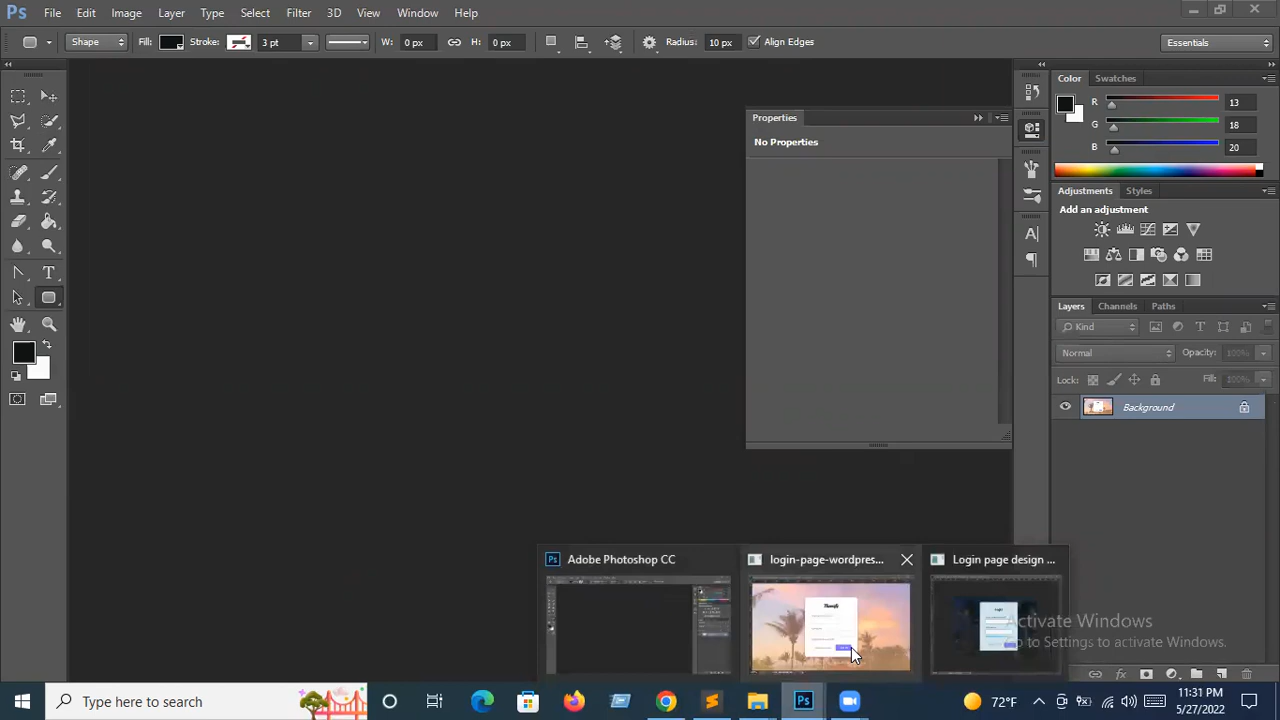 Ps File Edit Image Layer Type Select Filter 3D View Window Help
Shape Fill: Stroke: 3 pt W: 0 px H: 0 px Radius: 10 px Align Edges Essentials
Color Swatches
R 13
G 18
B 20
Properties
No Properties
Adjustments Styles
Add an adjustment
Layers Channels Paths
Kind
Normal Opacity: 100%
Lock: Fill: 100%
Background
Ps Adobe Photoshop CC
login-page-wordpres...
Login page design ...
Activate Windows
Go to Settings to activate Windows.
Type here to search
Ps
72°F
11:31 PM
5/27/2022